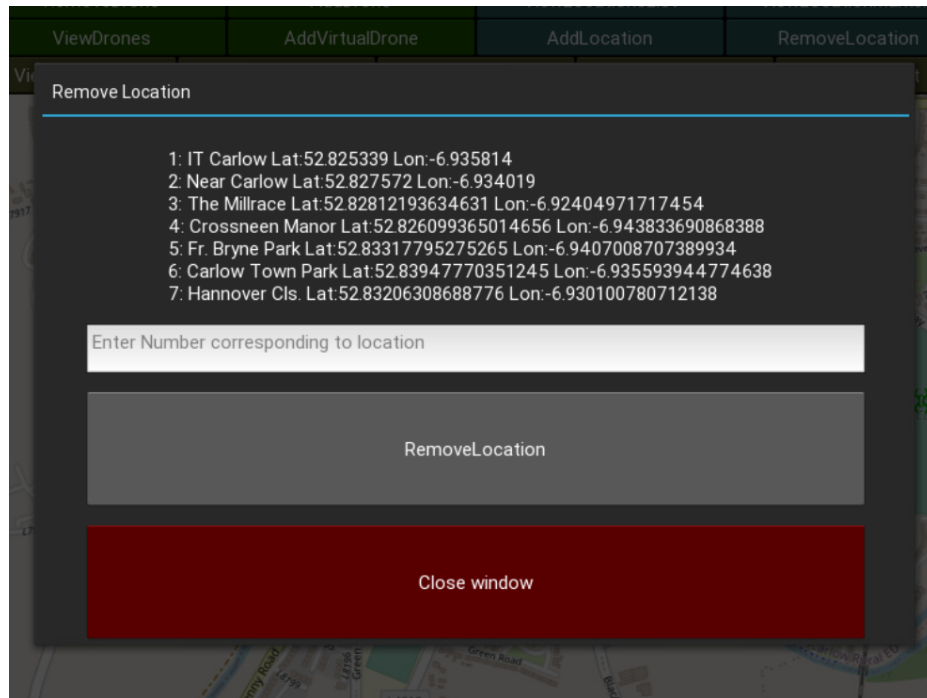 ViewDrones AddVirtualDrone AddLocation RemoveLocation
Remove Location
1: IT Carlow Lat:52.825339 Lon:-6.935814
2: Near Carlow Lat:52.827572 Lon:-6.934019
3: The Millrace Lat:52.82812193634631 Lon:-6.92404971717454
4: Crossneen Manor Lat:52.826099365014656 Lon:-6.943833690868388
5: Fr. Bryne Park Lat:52.83317795275265 Lon:-6.9407008707389934
6: Carlow Town Park Lat:52.83947770351245 Lon:-6.935593944774638
7: Hannover Cls. Lat:52.83206308688776 Lon:-6.930100780712138
Enter Number corresponding to location
RemoveLocation
Close window
Green Road